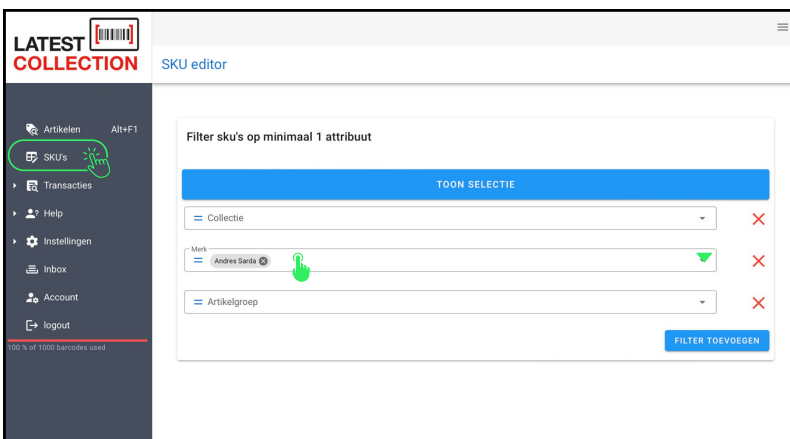 LATEST
COLLECTION
SKU editor
Artikelen Alt+F1
SKU's
Transacties
Help
Instellingen
Inbox
Account
logout
100 % of 1000 barcodes used
Filter sku's op minimaal 1 attribuut
TOON SELECTIE
= Collectie
Merk
= Andres Sarda
= Artikelgroep
FILTER TOEVOEGEN